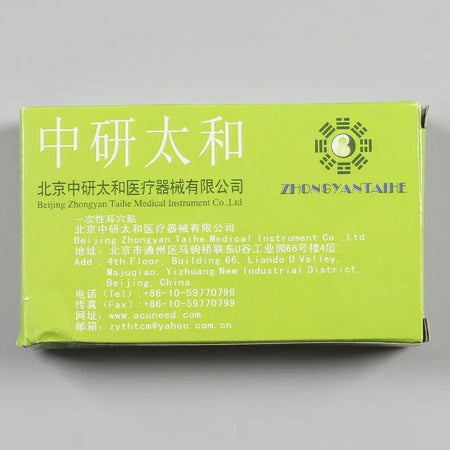 中研太和
ZHONGYANTAIHE
北京中研太和医疗器械有限公司
Beijing Zhongyan Taihe Medical Instrument Co.,Ltd
一次性耳穴贴
北京中研太和医疗器械有限公司
Beijing Zhongyan Taihe Medical Instrument Co.,Ltd
地址：北京市通州区马驹桥联东U谷工业园66号楼4层
Add：4th Floor, Building 66, Liando U Valley,
Majuqiao, Yizhuang New Industrial District,
Beijing, China.
电话（Tel）:+86-10-59770798
传真（Fax）:+86-10-59770799
网址：www.acuneed.com
邮箱：zythtcm@yahoo.com.cn